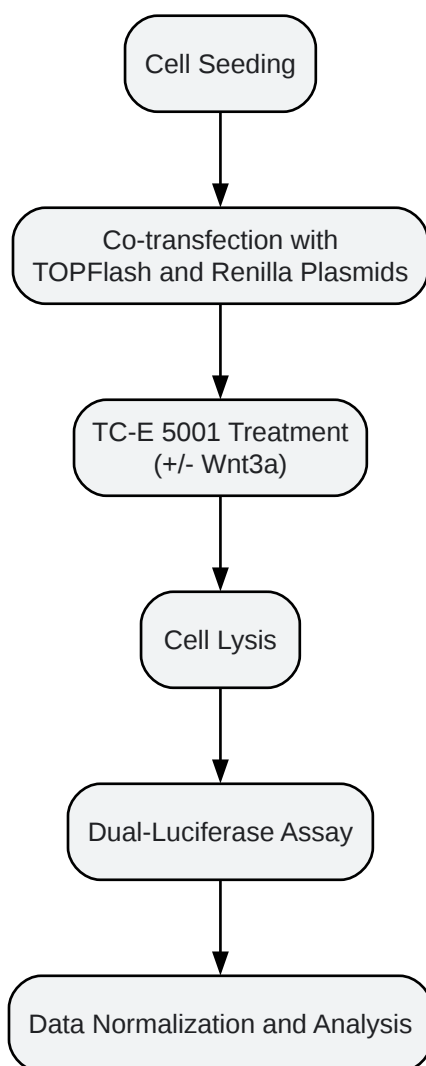 Cell Seeding
Co-transfection with
TOPFlash and Renilla Plasmids
TC-E 5001 Treatment
(+/- Wnt3a)
Cell Lysis
Dual-Luciferase Assay
Data Normalization and Analysis